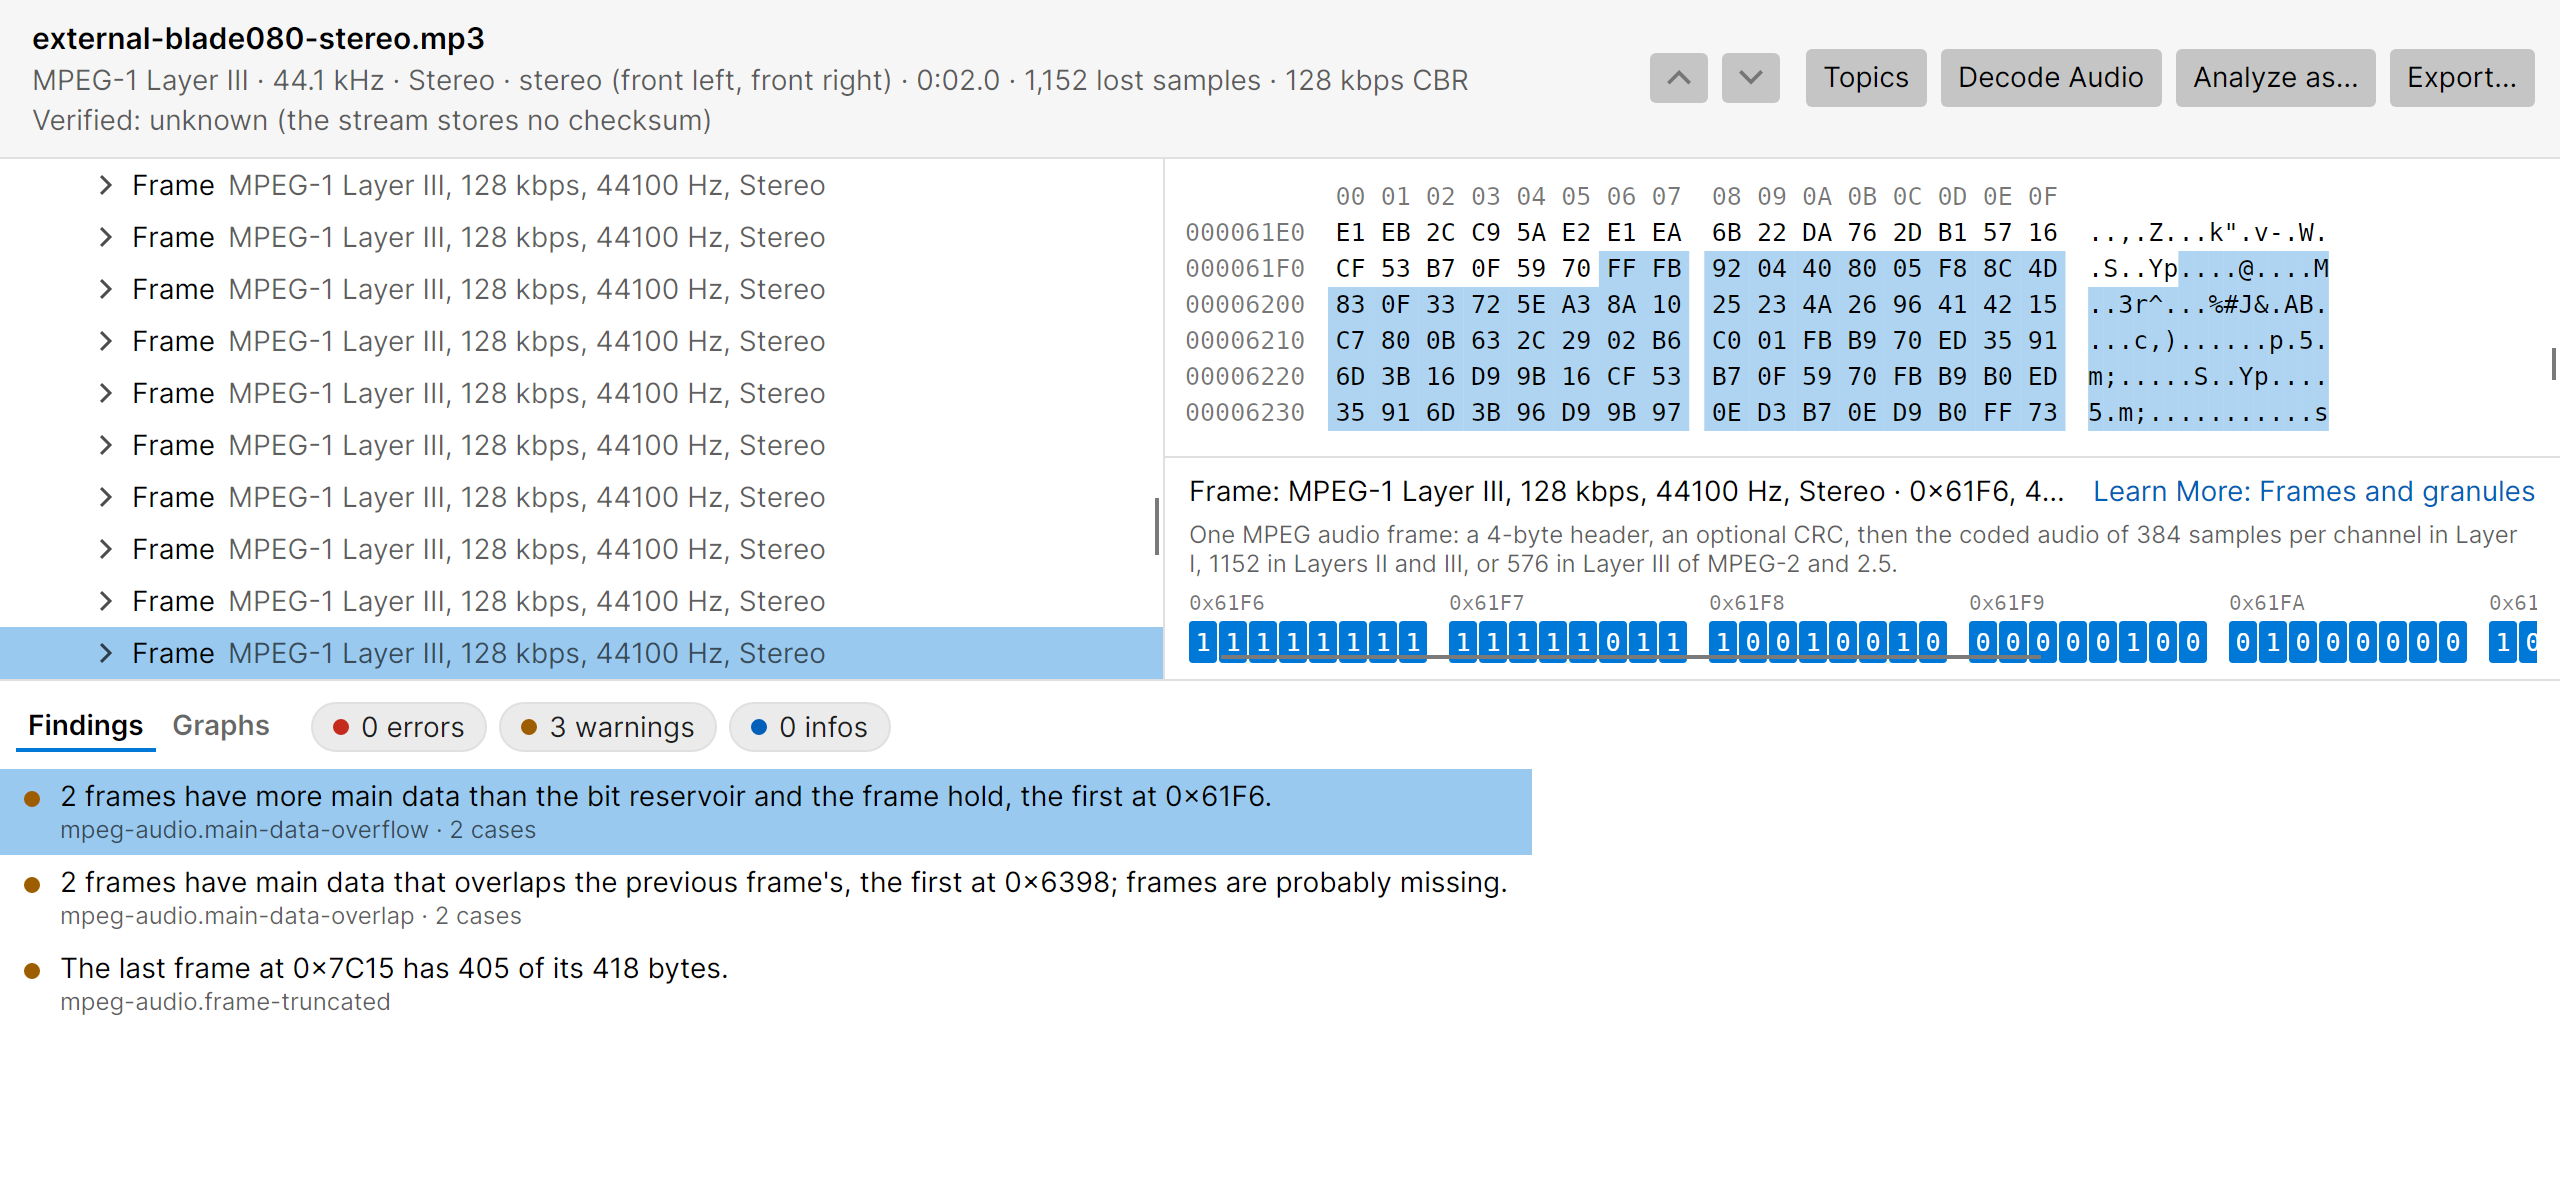 external-blade080-stereo.mp3
MPEG-1 Layer III · 44.1 kHz · Stereo · stereo (front left, front right) · 0:02.0 · 1,152 lost samples · 128 kbps CBR
Verified: unknown (the stream stores no checksum)
Topics
Decode Audio
Analyze as...
Export...
Frame MPEG-1 Layer III, 128 kbps, 44100 Hz, Stereo
Frame MPEG-1 Layer III, 128 kbps, 44100 Hz, Stereo
Frame MPEG-1 Layer III, 128 kbps, 44100 Hz, Stereo
Frame MPEG-1 Layer III, 128 kbps, 44100 Hz, Stereo
Frame MPEG-1 Layer III, 128 kbps, 44100 Hz, Stereo
Frame MPEG-1 Layer III, 128 kbps, 44100 Hz, Stereo
Frame MPEG-1 Layer III, 128 kbps, 44100 Hz, Stereo
Frame MPEG-1 Layer III, 128 kbps, 44100 Hz, Stereo
Frame MPEG-1 Layer III, 128 kbps, 44100 Hz, Stereo
Frame MPEG-1 Layer III, 128 kbps, 44100 Hz, Stereo
00 01 02 03 04 05 06 07 08 09 0A 0B 0C 0D 0E 0F
000061E0 E1 EB 2C C9 5A E2 E1 EA 6B 22 DA 76 2D B1 57 16 ..,.Z...k".v-.W.
000061F0 CF 53 B7 0F 59 70 FF FB 92 04 40 80 05 F8 8C 4D .S..Yp....@....M
00006200 83 0F 33 72 5E A3 8A 10 25 23 4A 26 96 41 42 15 ..3r^...%#J&.AB.
00006210 C7 80 0B 63 2C 29 02 B6 C0 01 FB B9 70 ED 35 91 ...c,)......p.5.
00006220 6D 3B 16 D9 9B 16 CF 53 B7 0F 59 70 FB B9 B0 ED m;.....S..Yp....
00006230 35 91 6D 3B 96 D9 9B 97 0E D3 B7 0E D9 B0 FF 73 5.m;...........s
Frame: MPEG-1 Layer III, 128 kbps, 44100 Hz, Stereo · 0×61F6, 4... Learn More: Frames and granules
One MPEG audio frame: a 4-byte header, an optional CRC, then the coded audio of 384 samples per channel in Layer
I, 1152 in Layers II and III, or 576 in Layer III of MPEG-2 and 2.5.
0x61F6 0x61F7 0x61F8 0x61F9 0x61FA 0x61
1 1 1 1 1 1 1 1 1 1 1 1 1 0 1 1 1 0 0 1 0 0 1 0 0 0 0 0 0 1 0 0 0 1 0 0 0 0 0 0 1 0
Findings
Graphs
0 errors
3 warnings
0 infos
2 frames have more main data than the bit reservoir and the frame hold, the first at 0×61F6.
mpeg-audio.main-data-overflow · 2 cases
2 frames have main data that overlaps the previous frame's, the first at 0×6398; frames are probably missing.
mpeg-audio.main-data-overlap · 2 cases
The last frame at 0×7C15 has 405 of its 418 bytes.
mpeg-audio.frame-truncated